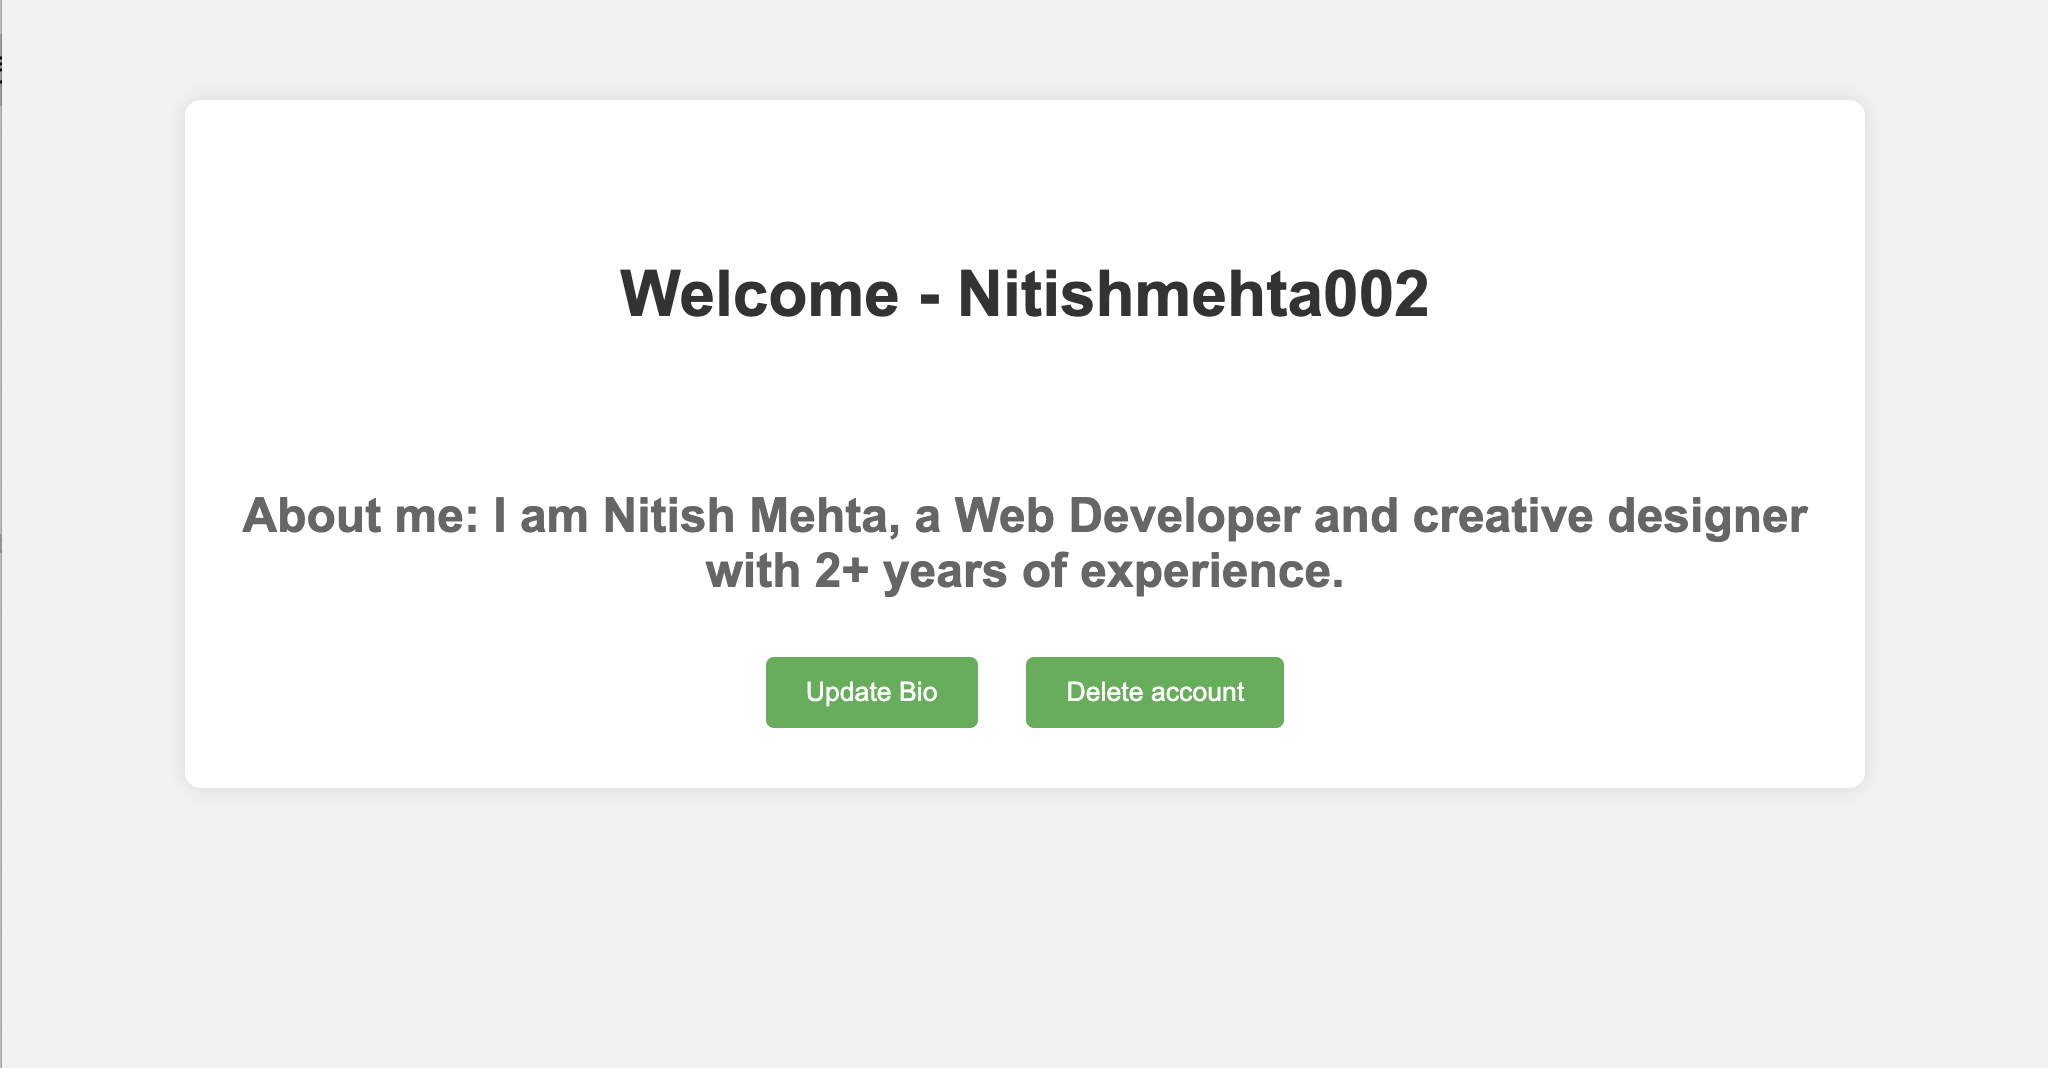 Welcome - Nitishmehta002
About me: I am Nitish Mehta, a Web Developer and creative designer
with 2+ years of experience.
Update Bio
Delete account